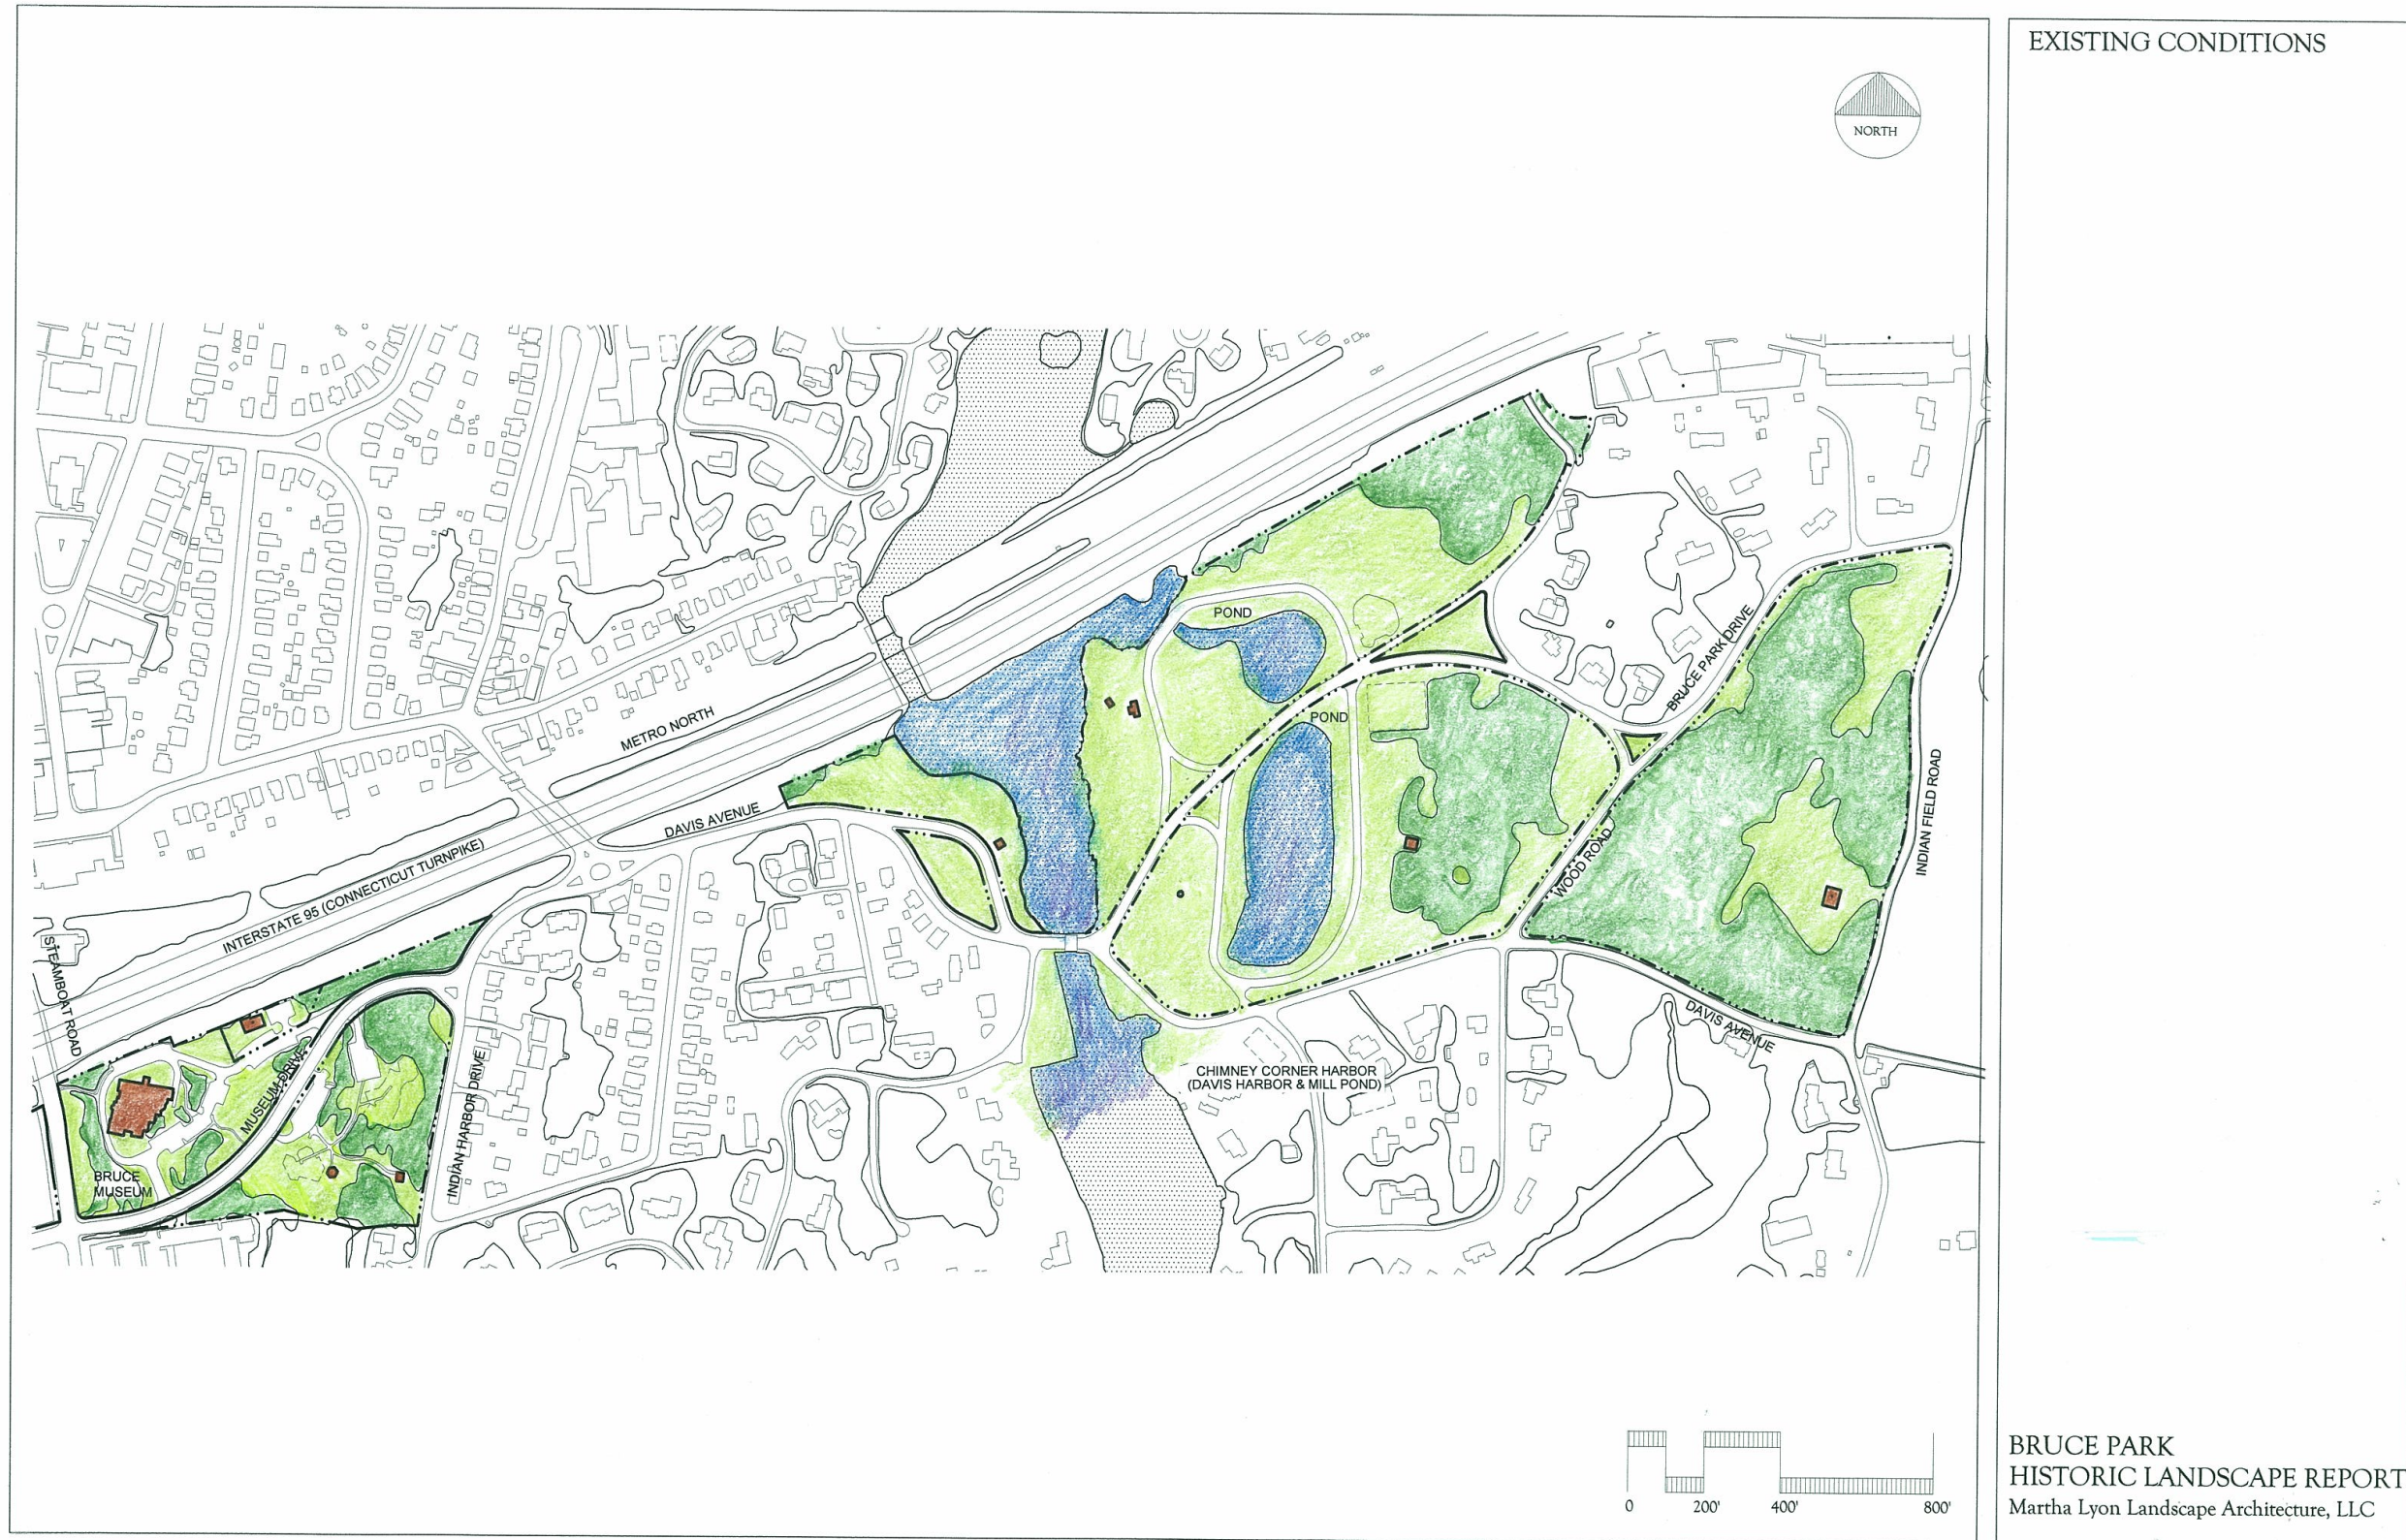 EXISTING CONDITIONS
NORTH
POND
POND
BRUCE PARK DRIVE
METRO NORTH
DAVIS AVENUE
INTERSTATE 95 (CONNECTICUT TURNPIKE)
WOOD ROAD
INDIAN FIELD ROAD
STEAMBOAT ROAD
MUSEUM DRIVE
INDIAN HARBOR DRIVE
DAVIS AVENUE
CHIMNEY CORNER HARBOR
(DAVIS HARBOR & MILL POND)
BRUCE
MUSEUM
0 200' 400' 800'
BRUCE PARK
HISTORIC LANDSCAPE REPORT
Martha Lyon Landscape Architecture, LLC